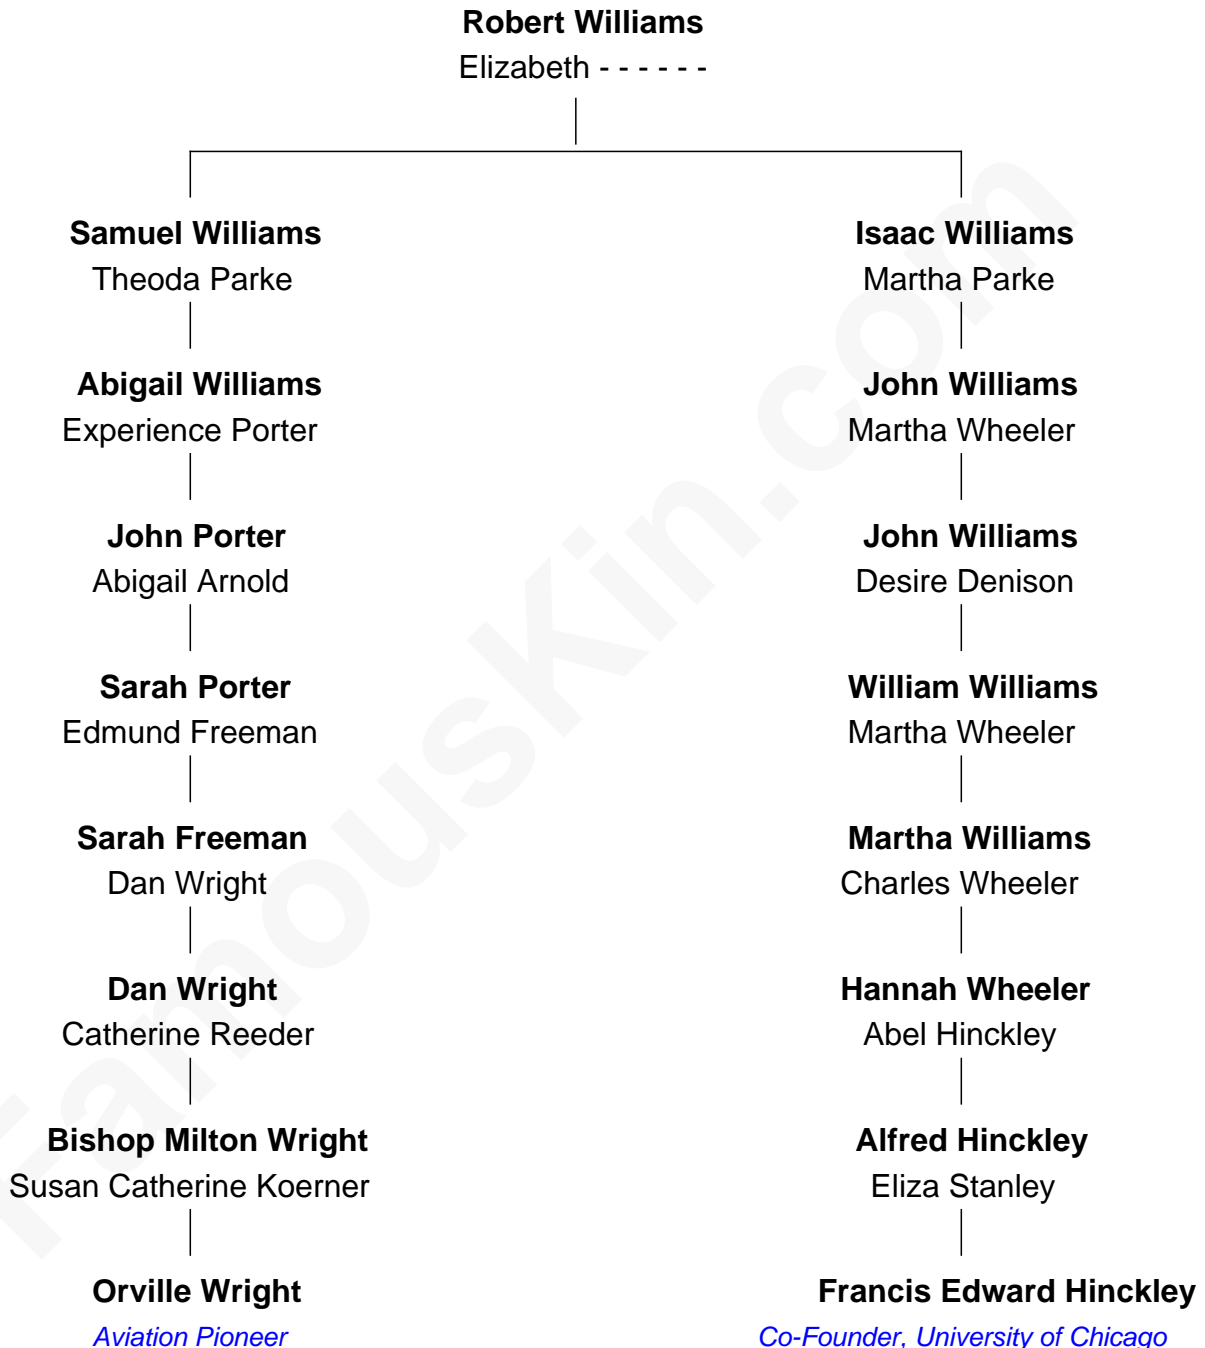 Robert Williams
Elizabeth - - - - - -
Samuel Williams
Theoda Parke
Isaac Williams
Martha Parke
Abigail Williams
Experience Porter
John Williams
Martha Wheeler
John Porter
Abigail Arnold
John Williams
Desire Denison
Sarah Porter
Edmund Freeman
William Williams
Martha Wheeler
Sarah Freeman
Dan Wright
Martha Williams
Charles Wheeler
Dan Wright
Catherine Reeder
Hannah Wheeler
Abel Hinckley
Bishop Milton Wright
Susan Catherine Koerner
Alfred Hinckley
Eliza Stanley
Orville Wright
Aviation Pioneer
Francis Edward Hinckley
Co-Founder, University of Chicago
FamousKin.com